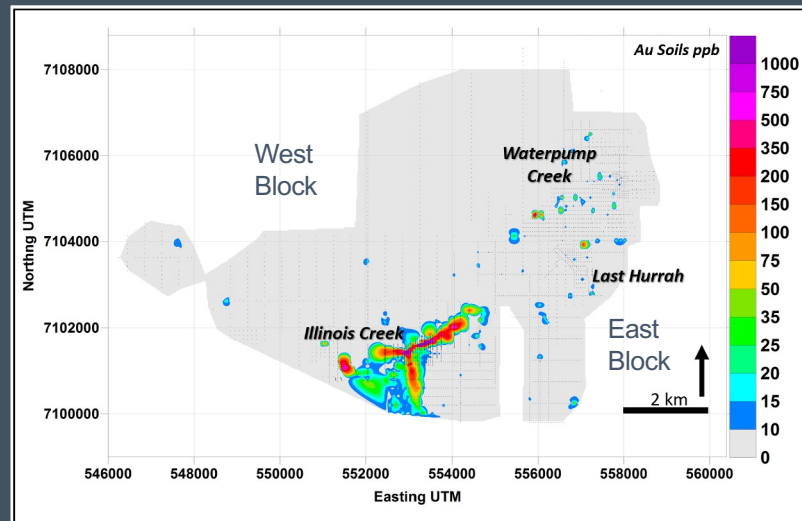 Au Soils ppb
7108000
7106000
7104000
7102000
7100000
Northng UTM
West
Block
Waterpump
Creek
Last Hurrah
Illinois Creek
East
Block
2 km
1000
750
500
350
200
150
100
75
50
35
25
20
15
10
0
546000
548000
550000
552000
554000
556000
558000
560000
Easting UTM